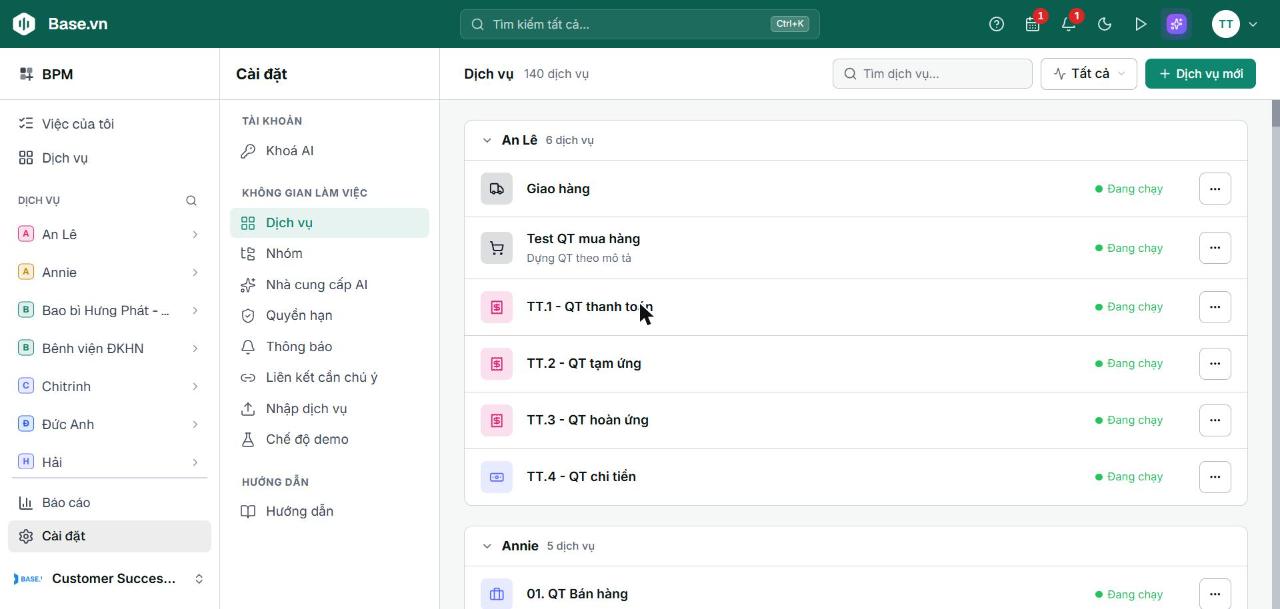 Base.vn
Tìm kiếm tất cả...
Ctrl+K
1
1
TT
BPM
Việc của tôi
Dịch vụ
DỊCH VỤ
A An Lê
A Annie
B Bao bì Hưng Phát - ...
B Bệnh viện ĐKHN
C Chitrinh
Đ Đức Anh
H Hải
Báo cáo
Cài đặt
BASE.V Customer Succes...
Cài đặt
TÀI KHOẢN
Khoá AI
KHÔNG GIAN LÀM VIỆC
Dịch vụ
Nhóm
Nhà cung cấp AI
Quyền hạn
Thông báo
Liên kết cần chú ý
Nhập dịch vụ
Chế độ demo
HƯỚNG DẪN
Hướng dẫn
Dịch vụ 140 dịch vụ
Tìm dịch vụ...
Tất cả
+ Dịch vụ mới
An Lê 6 dịch vụ
Giao hàng
Đang chạy
Test QT mua hàng
Dựng QT theo mô tả
Đang chạy
TT.1 - QT thanh toán
Đang chạy
TT.2 - QT tạm ứng
Đang chạy
TT.3 - QT hoàn ứng
Đang chạy
TT.4 - QT chi tiền
Đang chạy
Annie 5 dịch vụ
01. QT Bán hàng
Đang chạy